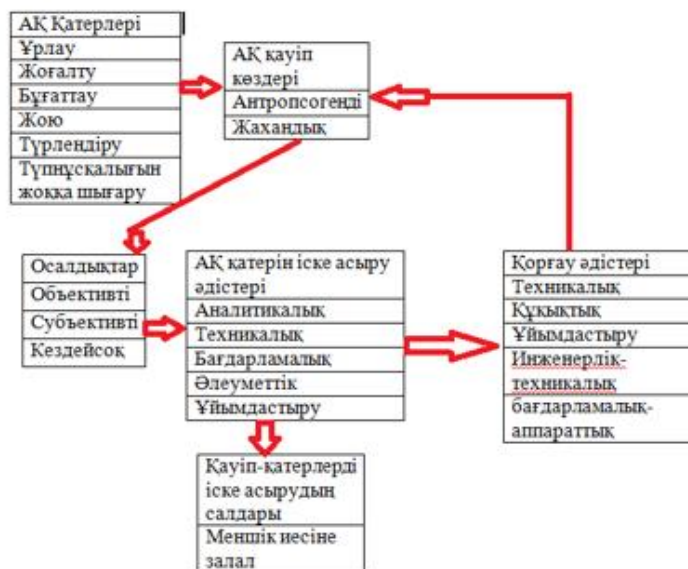 АҚ Қатерлері
Ұрлау
Жоғалту
Бұғаттау
Жою
Түрлендіру
Түпнұсқалығын
жоққа шығару
АҚ қауіп
көздері
Антропсогенді
Жахандық
Осалдықтар
Объективті
Субъективті
Кездейсоқ
АҚ қатерін іске асыру
әдістері
Аналитикалық
Техникалық
Бағдарламалық
Әлеуметтік
Ұйымдастыру
Қорғау әдістері
Техникалық
Құқықтық
Ұйымдастыру
Инженерлік-
техникалық
бағдарламалық-
аппараттық
Қауіп-қатерлерді
іске асырудың
салдары
Меншік иесіне
залал